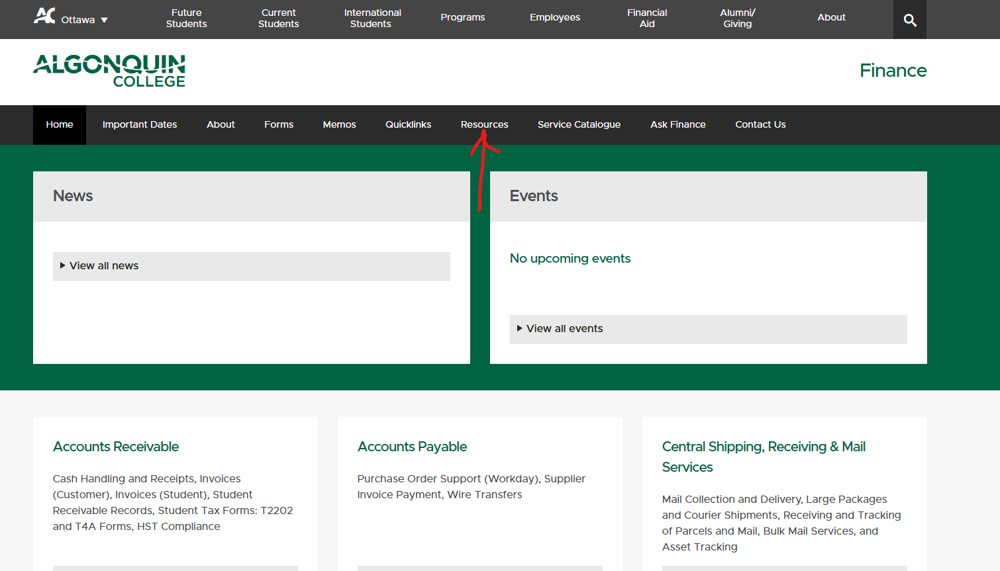 AC Ottawa
Future Students
Current Students
International Students
Programs
Employees
Financial Aid
Alumni/ Giving
About
ALGONQUIN
COLLEGE
Finance
Home
Important Dates
About
Forms
Memos
Quicklinks
Resources
Service Catalogue
Ask Finance
Contact Us
News
View all news
Events
No upcoming events
View all events
Accounts Receivable
Cash Handling and Receipts, Invoices
(Customer), Invoices (Student), Student
Receivable Records, Student Tax Forms: T2202
and T4A Forms, HST Compliance
Accounts Payable
Purchase Order Support (Workday), Supplier
Invoice Payment, Wire Transfers
Central Shipping, Receiving & Mail
Services
Mail Collection and Delivery, Large Packages
and Courier Shipments, Receiving and Tracking
of Parcels and Mail, Bulk Mail Services, and
Asset Tracking